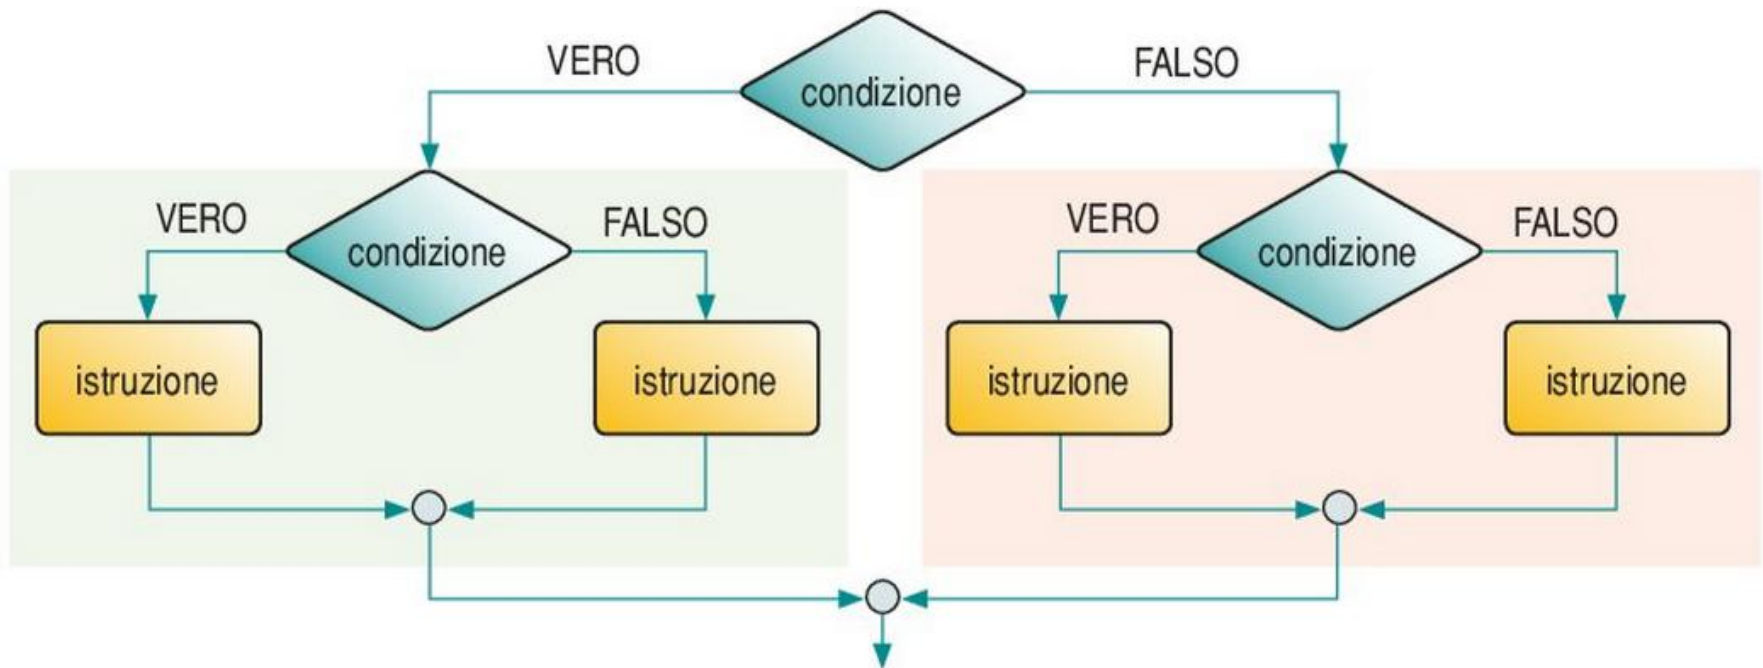 VERO
condizione
FALSO
VERO
condizione
FALSO
VERO
condizione
FALSO
istruzione
istruzione
istruzione
istruzione